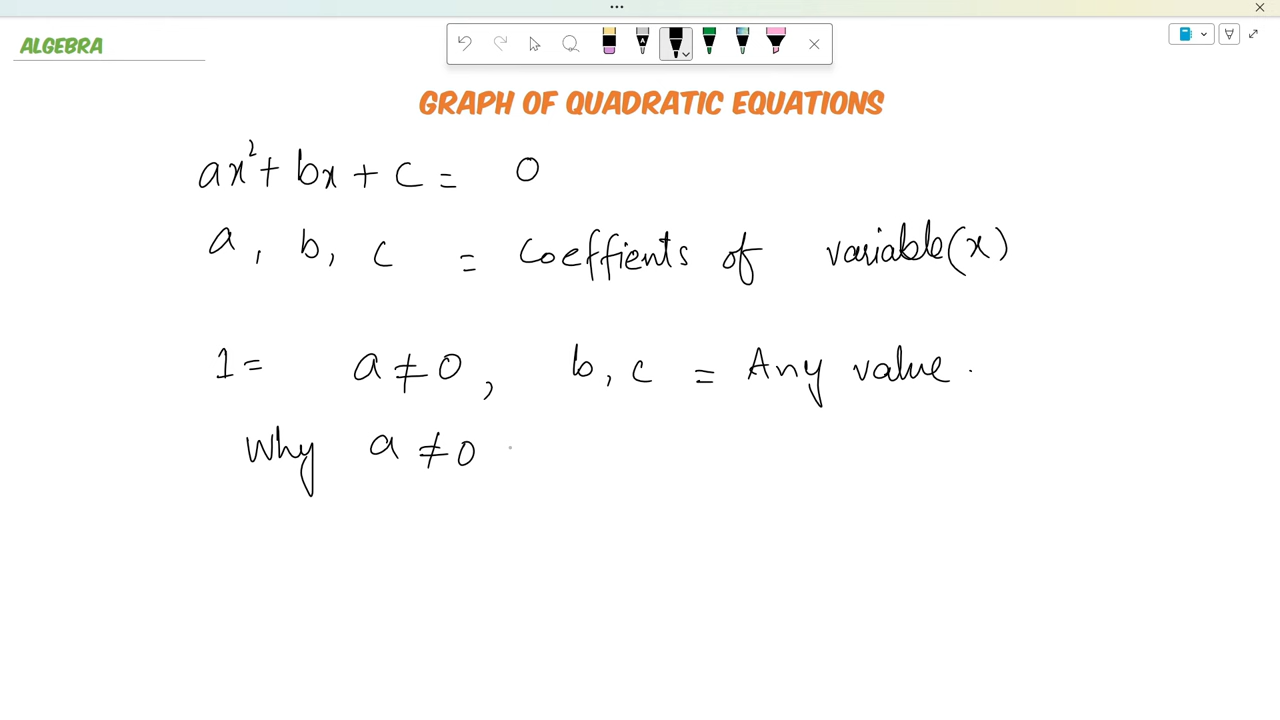 ALGEBRA
GRAPH OF QUADRATIC EQUATIONS
ax²+ bx + c = 0
a, b, c = coeffients of variable(x)
1= a ≠ 0, b, c = Any value.
Why a ≠ 0